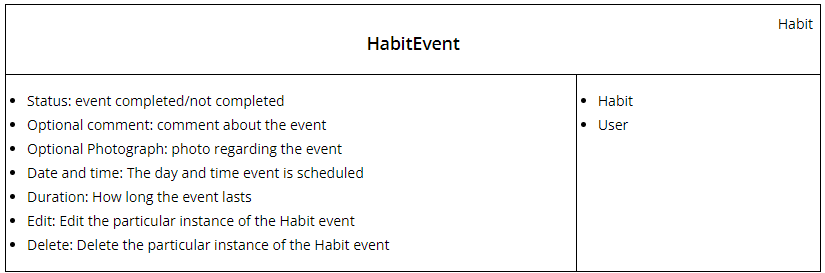 Habit
HabitEvent
Status: event completed/not completed
Optional comment: comment about the event
Optional Photograph: photo regarding the event
Date and time: The day and time event is scheduled
Duration: How long the event lasts
Edit: Edit the particular instance of the Habit event
Delete: Delete the particular instance of the Habit event
Habit
User